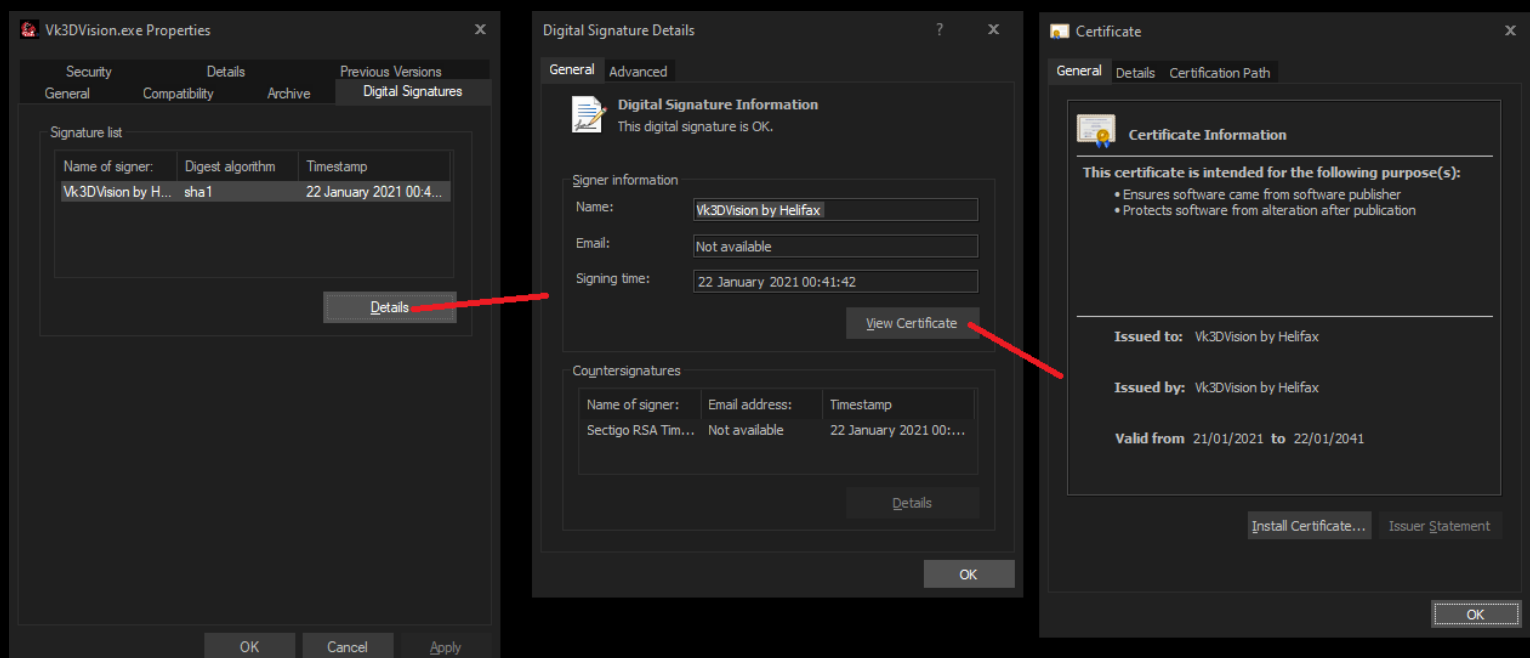 Vk3DVision.exe Properties
Security Details Previous Versions
General Compatibility Archive Digital Signatures
Signature list
Name of signer: Digest algorithm Timestamp
Vk3DVision by H... sha1 22 January 2021 00:4...
Details
OK Cancel Apply
Digital Signature Details
General Advanced
Digital Signature Information
This digital signature is OK.
Signer information
Name: Vk3DVision by Helifax
Email: Not available
Signing time: 22 January 2021 00:41:42
View Certificate
Countersignatures
Name of signer: Email address: Timestamp
Sectigo RSA Tim... Not available 22 January 2021 00:...
Details
OK
Certificate
General Details Certification Path
Certificate Information
This certificate is intended for the following purpose(s):
• Ensures software came from software publisher
• Protects software from alteration after publication
Issued to: Vk3DVision by Helifax
Issued by: Vk3DVision by Helifax
Valid from 21/01/2021 to 22/01/2041
Install Certificate... Issuer Statement
OK